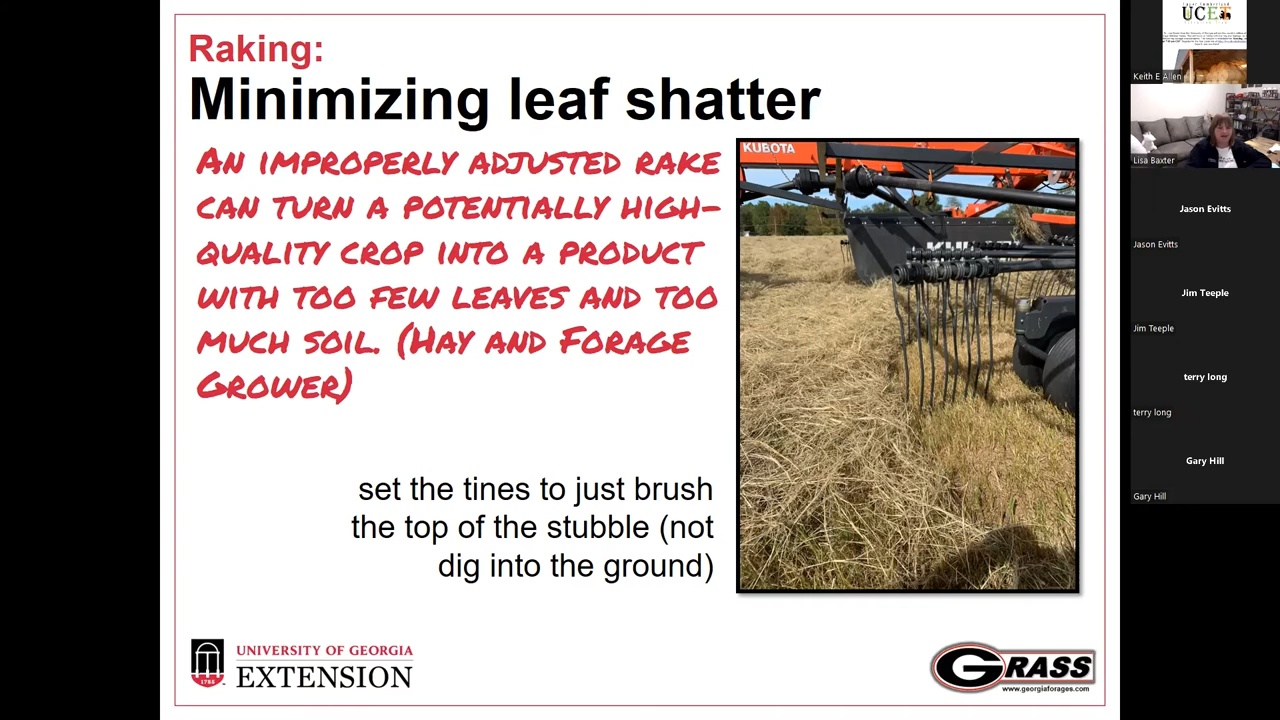 Raking:
Minimizing leaf shatter
An improperly adjusted rake
can turn a potentially high-
quality crop into a product
with too few leaves and too
much soil. (Hay and Forage
Grower)
KUBOTA
set the tines to just brush
the top of the stubble (not
dig into the ground)
1785
UNIVERSITY OF GEORGIA
EXTENSION
GRASS
www.georgiaforages.com
UCET
Keith E Allen
Lisa Baxter
Jason Evitts
Jason Evitts
Jim Teeple
Jim Teeple
terry long
terry long
Gary Hill
Gary Hill